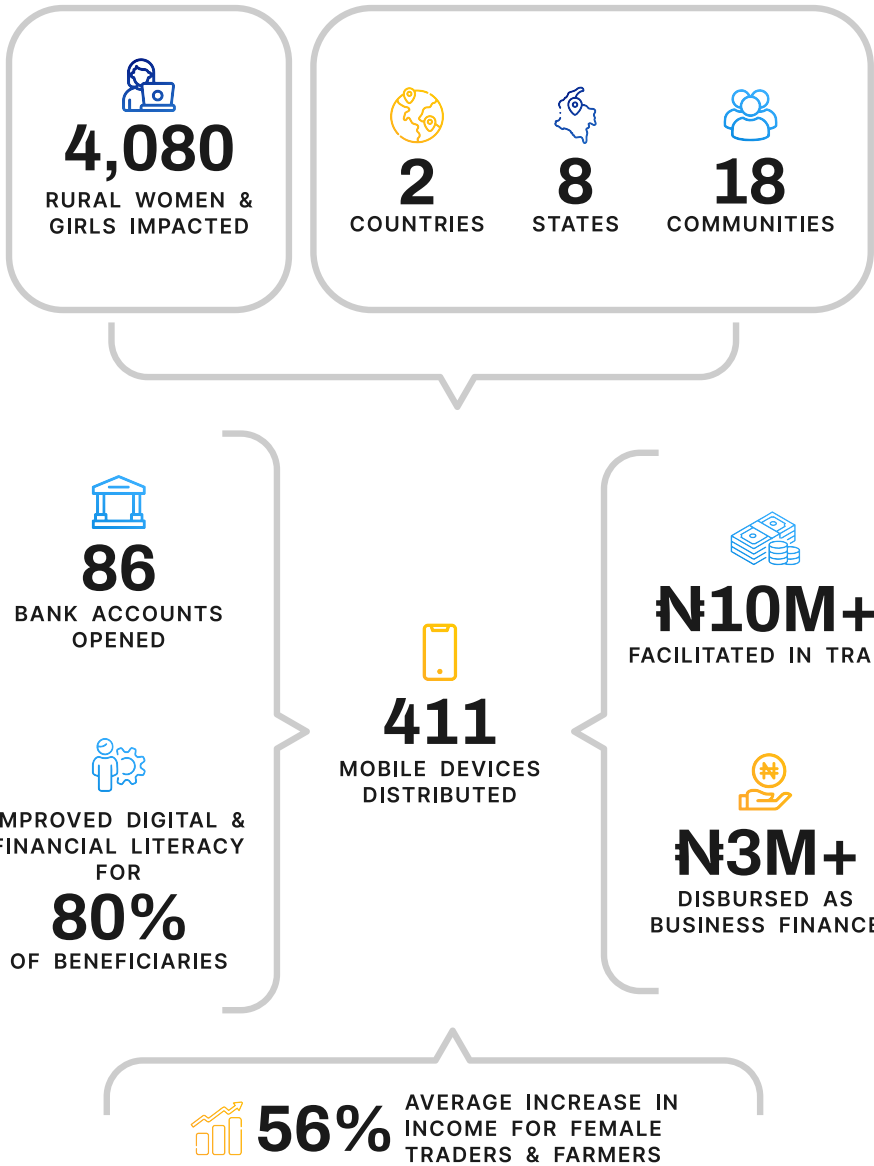 4,080
RURAL WOMEN &
GIRLS IMPACTED
2
COUNTRIES
8
STATES
18
COMMUNITIES
86
BANK ACCOUNTS
OPENED
MPROVED DIGITAL &
FINANCIAL LITERACY
FOR
80%
OF BENEFICIARIES
411
MOBILE DEVICES
DISTRIBUTED
₦10M+
FACILITATED IN TRA
₦
₦3M+
DISBURSED AS
BUSINESS FINANCE
56%
AVERAGE INCREASE IN
INCOME FOR FEMALE
TRADERS & FARMERS